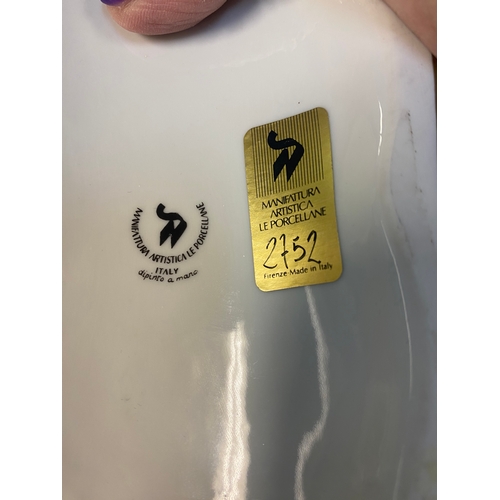 MANIFATTURA ARTISTICA LE PORCELLANE
ITALY
dipinto a mano
MANIFATTURA
ARTISTICA
LE PORCELLANE
2752
Firenze Made in Italy